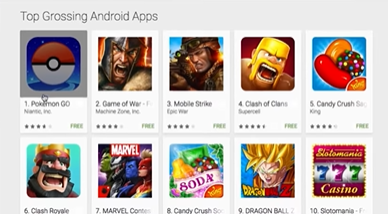 Top Grossing Android Apps
1. Pokémon GO
Niantic, Inc.
FREE
2. Game of War - F
Machine Zone, Inc.
FREE
3. Mobile Strike
Epic War
FREE
4. Clash of Clans
Supercell
FREE
5. Candy Crush Sa
King
FREE
MARVEL
SODA
Slotomania
Casino
6. Clash Royale
7. Marvel Contest
8. Candy Crush So
9. DRAGON BALL Z
10. Slotomania - F